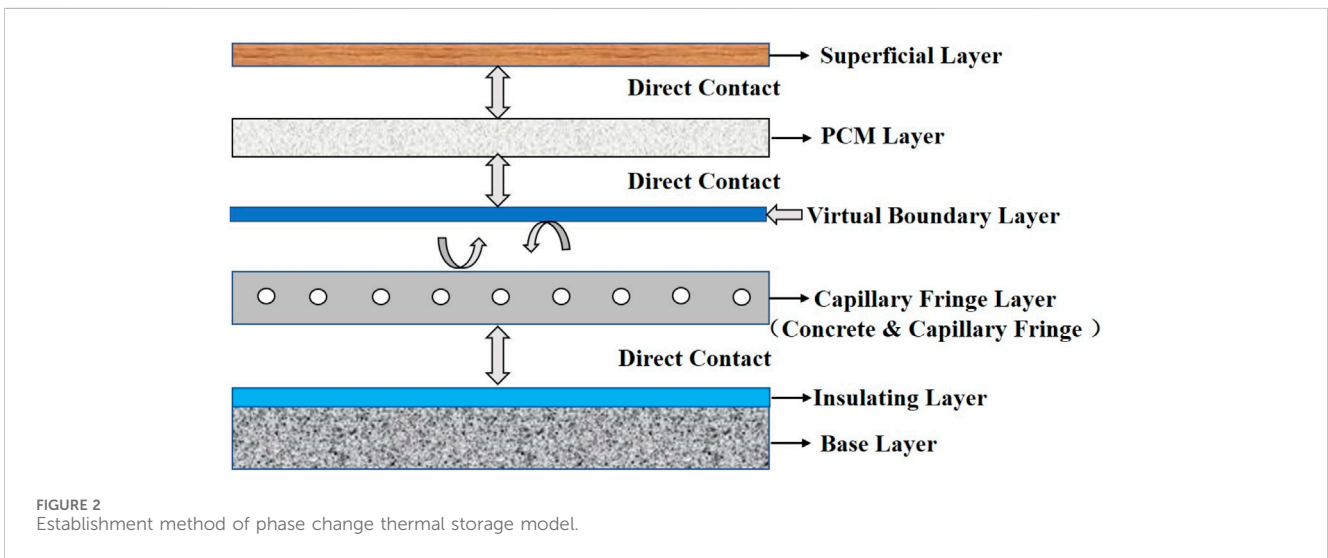 Superficial Layer
Direct Contact
PCM Layer
Direct Contact
Virtual Boundary Layer
Capillary Fringe Layer
（Concrete & Capillary Fringe ）
Direct Contact
Insulating Layer
Base Layer
FIGURE 2
Establishment method of phase change thermal storage model.